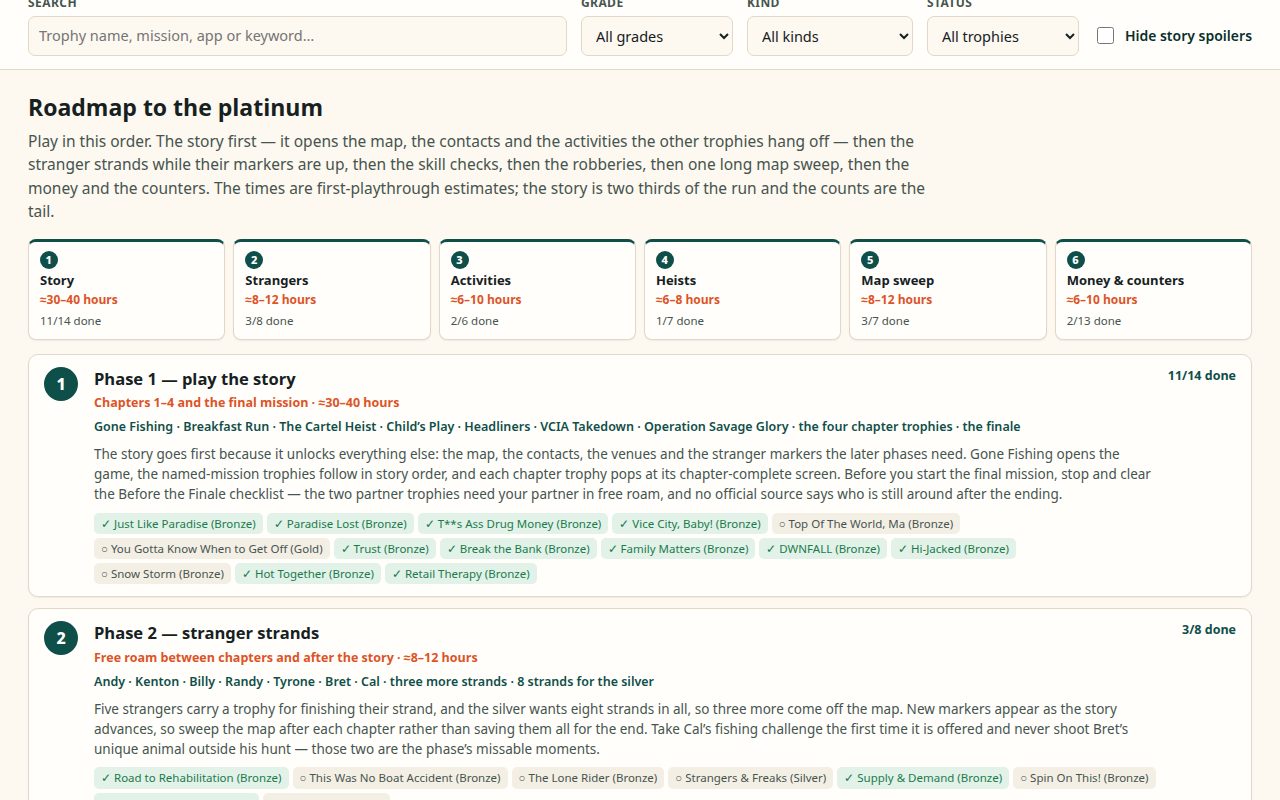 SEARCH
GRADE
KIND
STATUS
Trophy name, mission, app or keyword...
All grades
All kinds
All trophies
Hide story spoilers
Roadmap to the platinum
Play in this order. The story first — it opens the map, the contacts and the activities the other trophies hang off — then the
stranger strands while their markers are up, then the skill checks, then the robberies, then one long map sweep, then the
money and the counters. The times are first-playthrough estimates; the story is two thirds of the run and the counts are the
tail.
1
Story
≈30–40 hours
11/14 done
2
Strangers
≈8–12 hours
3/8 done
3
Activities
≈6–10 hours
2/6 done
4
Heists
≈6–8 hours
1/7 done
5
Map sweep
≈8–12 hours
3/7 done
6
Money & counters
≈6–10 hours
2/13 done
1
Phase 1 — play the story
11/14 done
Chapters 1–4 and the final mission · ≈30–40 hours
Gone Fishing · Breakfast Run · The Cartel Heist · Child's Play · Headliners · VCIA Takedown · Operation Savage Glory · the four chapter trophies · the finale
The story goes first because it unlocks everything else: the map, the contacts, the venues and the stranger markers the later phases need. Gone Fishing opens the
game, the named-mission trophies follow in story order, and each chapter trophy pops at its chapter-complete screen. Before you start the final mission, stop and clear
the Before the Finale checklist — the two partner trophies need your partner in free roam, and no official source says who is still around after the ending.
✓ Just Like Paradise (Bronze) ✓ Paradise Lost (Bronze) ✓ T**s Ass Drug Money (Bronze) ✓ Vice City, Baby! (Bronze) ○ Top Of The World, Ma (Bronze)
○ You Gotta Know When to Get Off (Gold) ✓ Trust (Bronze) ✓ Break the Bank (Bronze) ✓ Family Matters (Bronze) ✓ DWNFALL (Bronze) ✓ Hi-Jacked (Bronze)
○ Snow Storm (Bronze) ✓ Hot Together (Bronze) ✓ Retail Therapy (Bronze)
2
Phase 2 — stranger strands
3/8 done
Free roam between chapters and after the story · ≈8–12 hours
Andy · Kenton · Billy · Randy · Tyrone · Bret · Cal · three more strands · 8 strands for the silver
Five strangers carry a trophy for finishing their strand, and the silver wants eight strands in all, so three more come off the map. New markers appear as the story
advances, so sweep the map after each chapter rather than saving them all for the end. Take Cal's fishing challenge the first time it is offered and never shoot Bret's
unique animal outside his hunt — those two are the phase's missable moments.
✓ Road to Rehabilitation (Bronze) ○ This Was No Boat Accident (Bronze) ○ The Lone Rider (Bronze) ○ Strangers & Freaks (Silver) ✓ Supply & Demand (Bronze) ○ Spin On This! (Bronze)